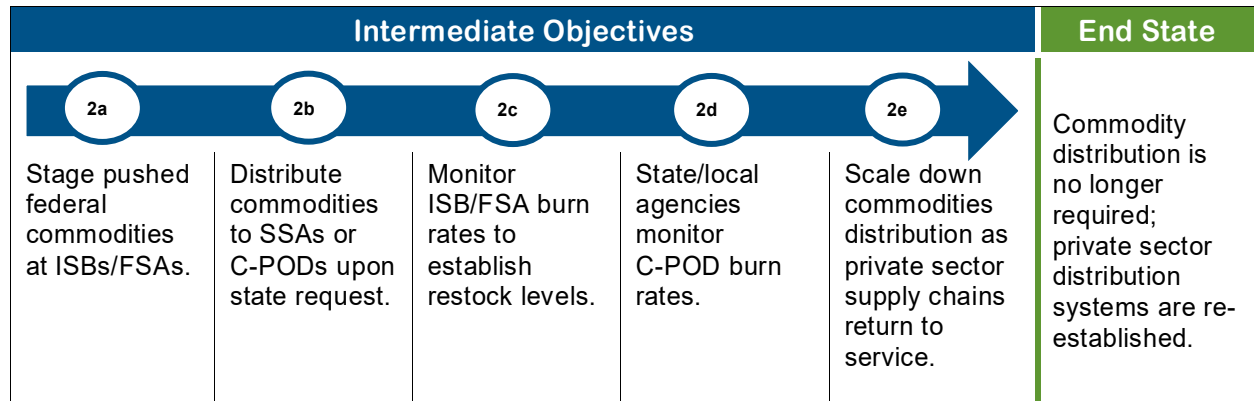 Intermediate Objectives
End State
2a
2b
2c
2d
2e
Stage pushed
federal
commodities
at ISBs/FSAs.
Distribute
commodities
to SSAs or
C-PODs upon
state request.
Monitor
ISB/FSA burn
rates to
establish
restock levels.
State/local
agencies
monitor
C-POD burn
rates.
Scale down
commodities
distribution as
private sector
supply chains
return to
service.
Commodity
distribution is
no longer
required;
private sector
distribution
systems are re-
established.